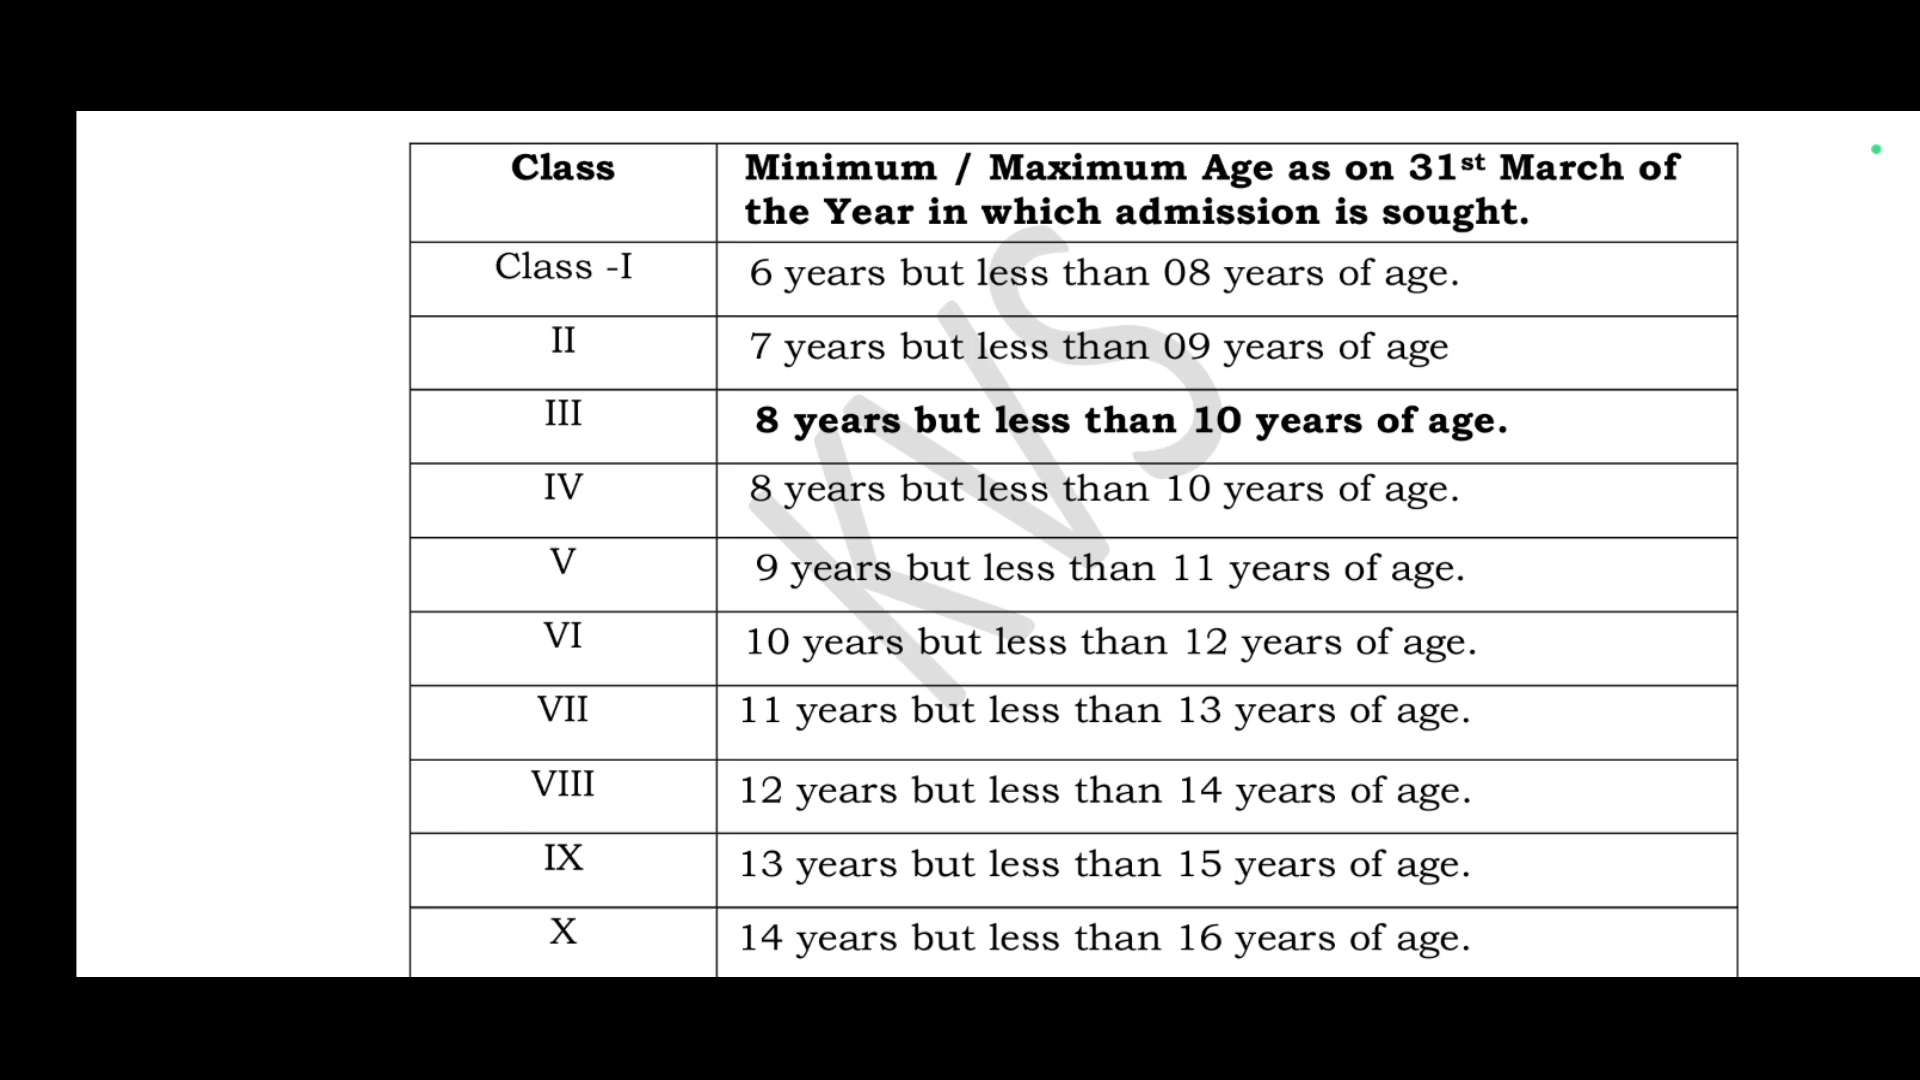 Class
Minimum / Maximum Age as on 31st March of
the Year in which admission is sought.
Class -I
6 years but less than 08 years of age.
II
7 years but less than 09 years of age
III
8 years but less than 10 years of age.
IV
8 years but less than 10 years of age.
V
9 years but less than 11 years of age.
VI
10 years but less than 12 years of age.
VII
11 years but less than 13 years of age.
VIII
12 years but less than 14 years of age.
IX
13 years but less than 15 years of age.
X
14 years but less than 16 years of age.
KVS